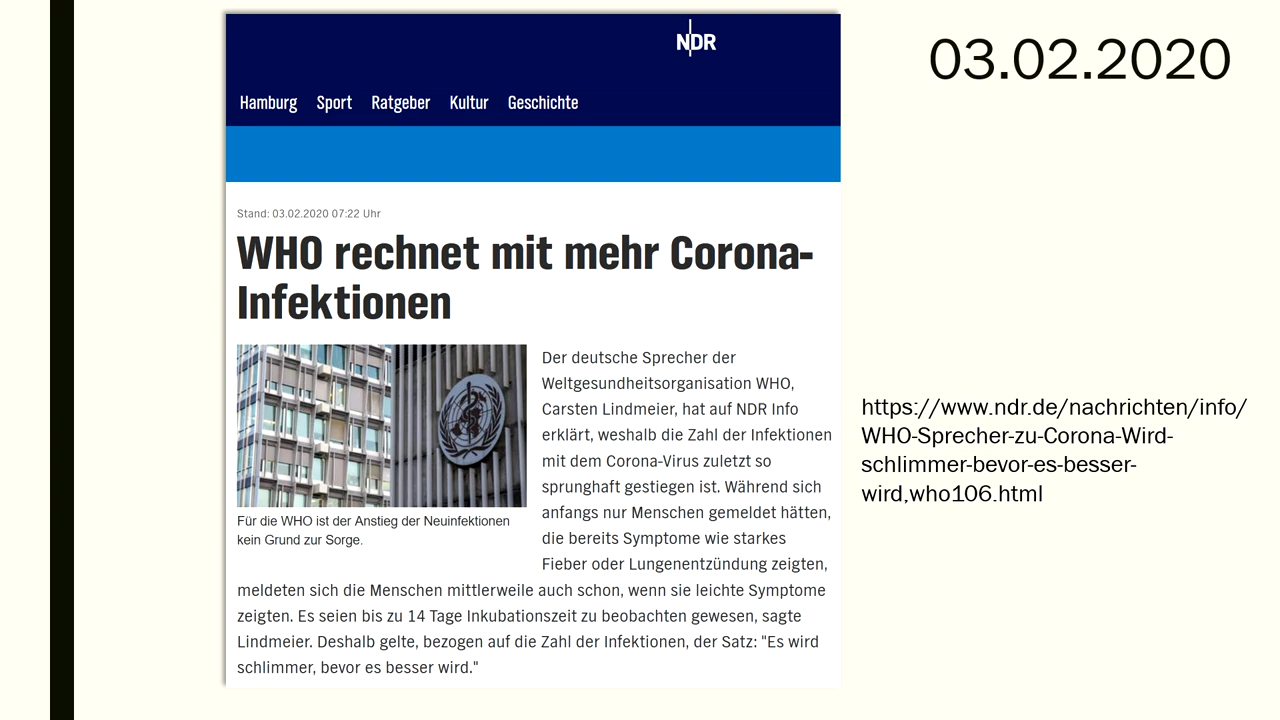 NDR
03.02.2020
Hamburg Sport Ratgeber Kultur Geschichte
Stand: 03.02.2020 07:22 Uhr
WHO rechnet mit mehr Corona-
Infektionen
Der deutsche Sprecher der
Weltgesundheitsorganisation WHO,
Carsten Lindmeier, hat auf NDR Info
erklärt, weshalb die Zahl der Infektionen
mit dem Corona-Virus zuletzt so
sprunghaft gestiegen ist. Während sich
anfangs nur Menschen gemeldet hätten,
die bereits Symptome wie starkes
Fieber oder Lungenentzündung zeigten,
meldeten sich die Menschen mittlerweile auch schon, wenn sie leichte Symptome
zeigten. Es seien bis zu 14 Tage Inkubationszeit zu beobachten gewesen, sagte
Lindmeier. Deshalb gelte, bezogen auf die Zahl der Infektionen, der Satz: "Es wird
schlimmer, bevor es besser wird."
Für die WHO ist der Anstieg der Neuinfektionen
kein Grund zur Sorge.
https://www.ndr.de/nachrichten/info/
WHO-Sprecher-zu-Corona-Wird-
schlimmer-bevor-es-besser-
wird,who106.html